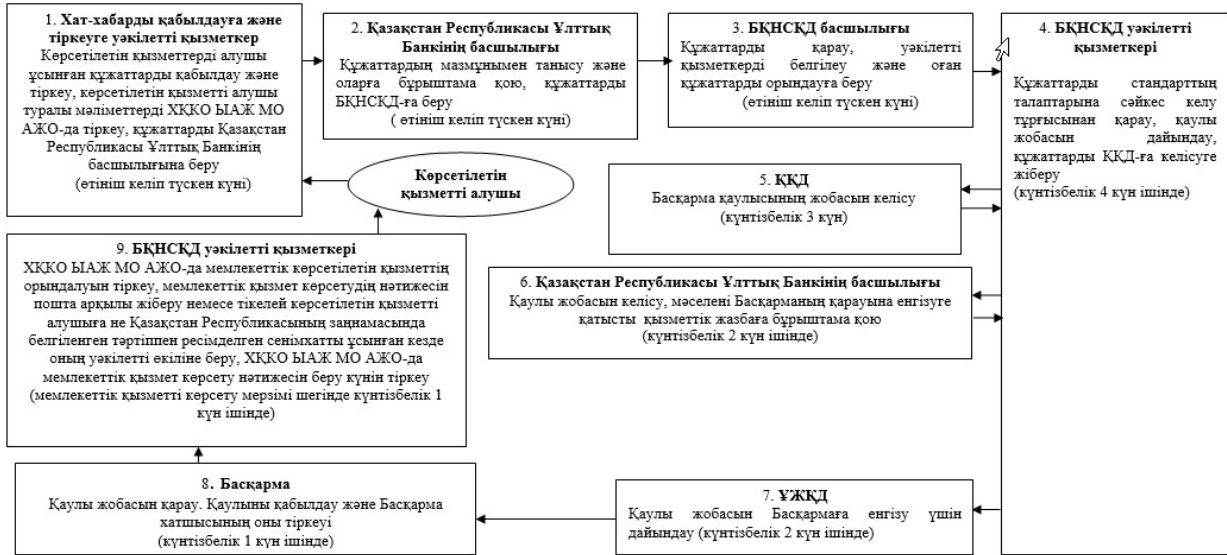 1. Хат-хабарды қабылдауға және
тіркеуге уәкілетті қызметкер
Көрсетілетін қызметтерді алушы
ұсынған құжаттарды қабылдау және
тіркеу, көрсетілетін қызметті алушы
туралы мәліметтерді ХҚКО ЫАЖ МО
АЖО-да тіркеу, құжаттарды Қазақстан
Республикасы Ұлттық Банкінің
басшылығына беру
(өтініш келіп түскен күні)
2. Қазақстан Республикасы Ұлттық
Банкінің басшылығы
Құжаттардың мазмұнымен танысу және
оларға бұрыштама қою, құжаттарды
БҚНСҚД-ға беру
( өтініш келіп түскен күні)
3. БҚНСҚД басшылығы
Құжаттарды қарау, уәкілетті
қызметкерді белгілеу және оған
құжаттарды орындауға беру
(өтініш келіп түскен күні)
4. БҚНСҚД уәкілетті
қызметкері
Құжаттарды стандарттың
талаптарына сәйкес келу
тұрғысынан қарау, қаулы
жобасын дайындау,
құжаттарды ҚҚД-ға келісуге
жіберу
(күнтізбелік 4 күн ішінде)
Көрсетілетін
қызметті алушы
5. ҚҚД
Басқарма қаулысының жобасын келісу
(күнтізбелік 3 күн)
6. Қазақстан Республикасы Ұлттық Банкінің басшылығы
Қаулы жобасын келісу, мәселені Басқарманың қарауына енгізуге
қатысты қызметтік жазбаға бұрыштама қою
(күнтізбелік 2 күн ішінде)
9. БҚНСҚД уәкілетті қызметкері
ХҚКО ЫАЖ МО АЖО-да мемлекеттік көрсетілетін қызметтің
орындалуын тіркеу, мемлекеттік қызмет көрсетудің нәтижесін
пошта арқылы жіберу немесе тікелей көрсетілетін қызметті
алушыға не Қазақстан Республикасының заңнамасында
белгіленген тәртіппен ресімделген сенімхатты ұсынған кезде
оның уәкілетті өкіліне беру, ХҚКО ЫАЖ МО АЖО-да
мемлекеттік қызмет көрсету нәтижесін беру күнін тіркеу
(мемлекеттік қызметті көрсету мерзімі шегінде күнтізбелік 1
күн ішінде)
8. Басқарма
Қаулы жобасын қарау. Қаулыны қабылдау және Басқарма
хатшысының оны тіркеуі
(күнтізбелік 1 күн ішінде)
7. ҰЖҚД
Қаулы жобасын Басқармаға енгізу үшін
дайындау (күнтізбелік 2 күн ішінде)